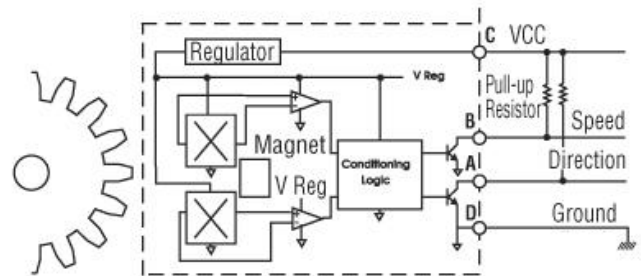 C VCC
Regulator
V Reg
Pull-up
Resistor
B Speed
Magnet
Conditioning
Logic
A Direction
V Reg
D Ground